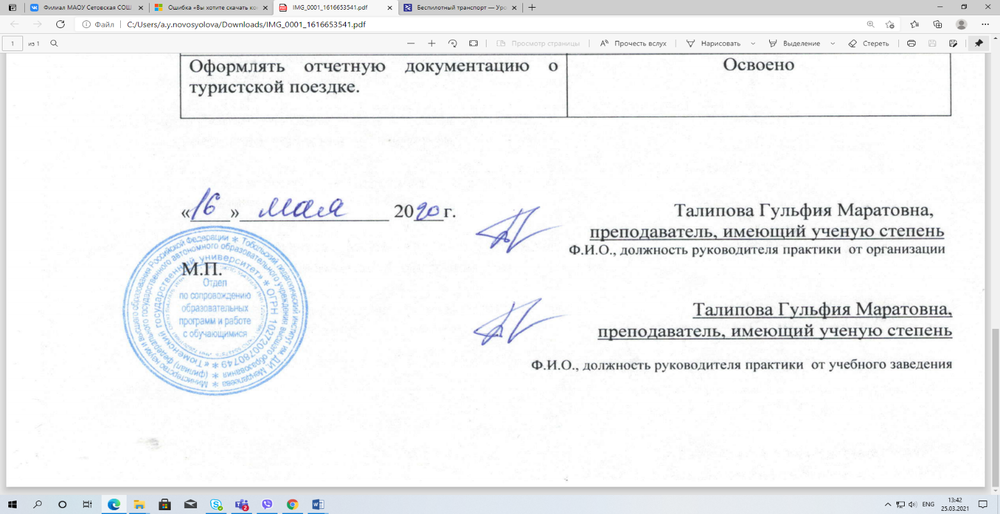 Филиал МАОУ Сетовская СОШ
Ошибка «Вы хотите скачать ко
IMG_0001_1616653541.pdf
Беспилотный транспорт — Уро
Файл
C:/Users/a.y.novosyolova/Downloads/IMG_0001_1616653541.pdf
1 из 1
Просмотр страницы
Прочесть вслух
Нарисовать
Выделение
Стереть
Оформлять отчетную документацию о
туристской поездке.
Освоено
«16» мая 2020 г.
Талипова Гульфия Маратовна,
преподаватель, имеющий ученую степень
Ф.И.О., должность руководителя практики от организации
М.П.
Министерство науки и высшего образования Российской Федерации * Тобольский педагогический институт им. Д.И. Менделеева
(филиал) федерального государственного автономного образовательного учреждения высшего образования *
«Тюменский государственный университет» * ОГРН 1027200780749 *
Отдел
по сопровождению
образовательных
программ и работе
с обучающимися
Талипова Гульфия Маратовна,
преподаватель, имеющий ученую степень
Ф.И.О., должность руководителя практики от учебного заведения
2
ENG
13:42
25.03.2021